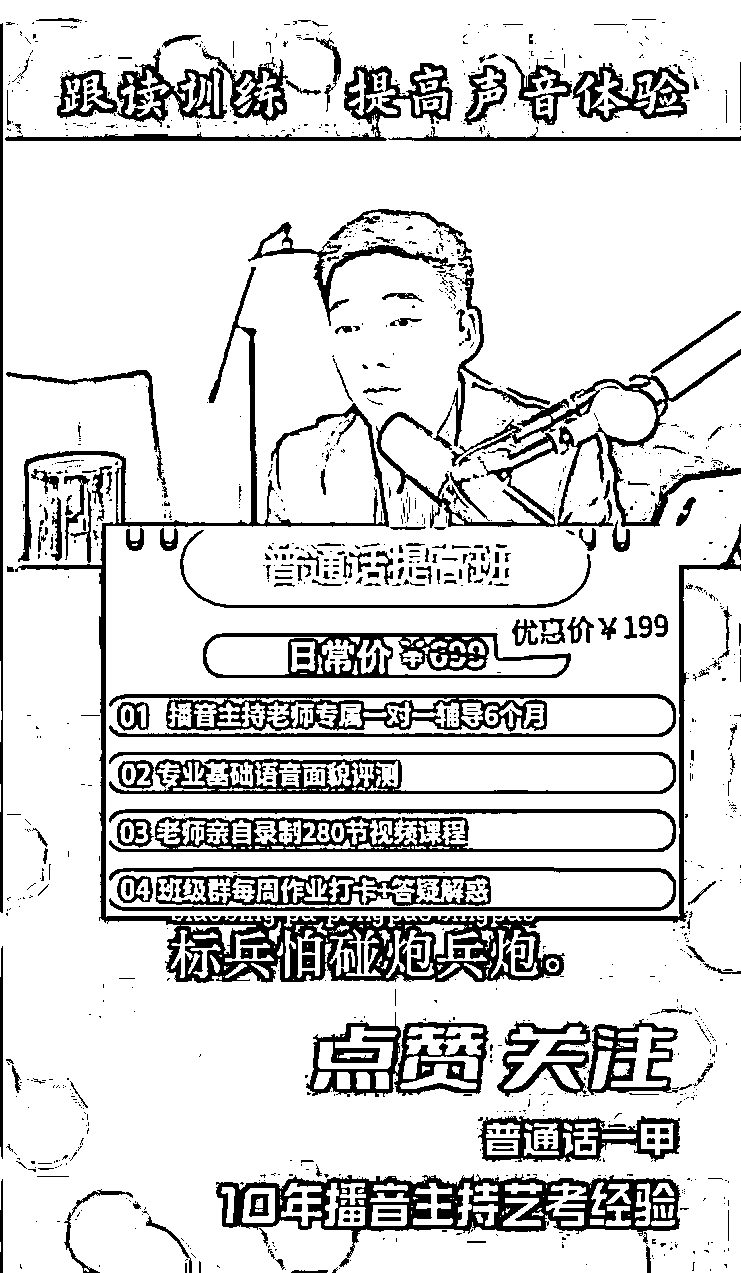 跟读训练 提高声音体验
普通话提高班
优惠价￥199
日常价 ￥699
01 播音主持老师专属一对一辅导6个月
02 专业基础语音面貌评测
03 老师亲自录制280节视频课程
04 班级群每周作业打卡+答疑解惑
标兵怕碰炮兵炮。
点赞 关注
普通话一甲
10年播音主持艺考经验